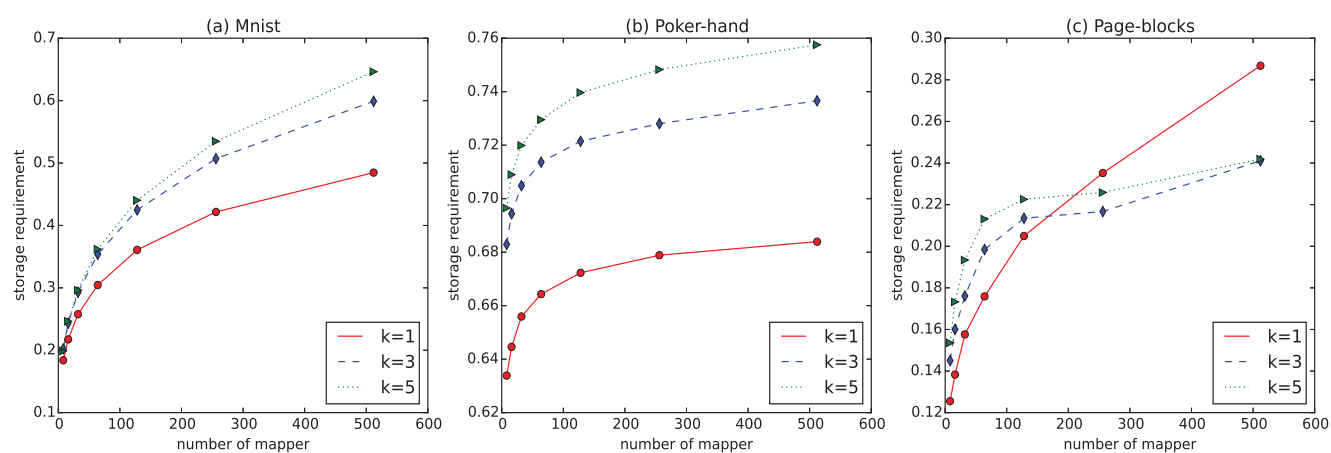 (a) Mnist
0.7
0.6
0.5
0.4
0.3
0.2
0.1
storage requirement
0 100 200 300 400 500 600
number of mapper
k=1
k=3
k=5
(b) Poker-hand
0.76
0.74
0.72
0.70
0.68
0.66
0.64
0.62
storage requirement
0 100 200 300 400 500 600
number of mapper
k=1
k=3
k=5
(c) Page-blocks
0.30
0.28
0.26
0.24
0.22
0.20
0.18
0.16
0.14
0.12
storage requirement
0 100 200 300 400 500 600
number of mapper
k=1
k=3
k=5